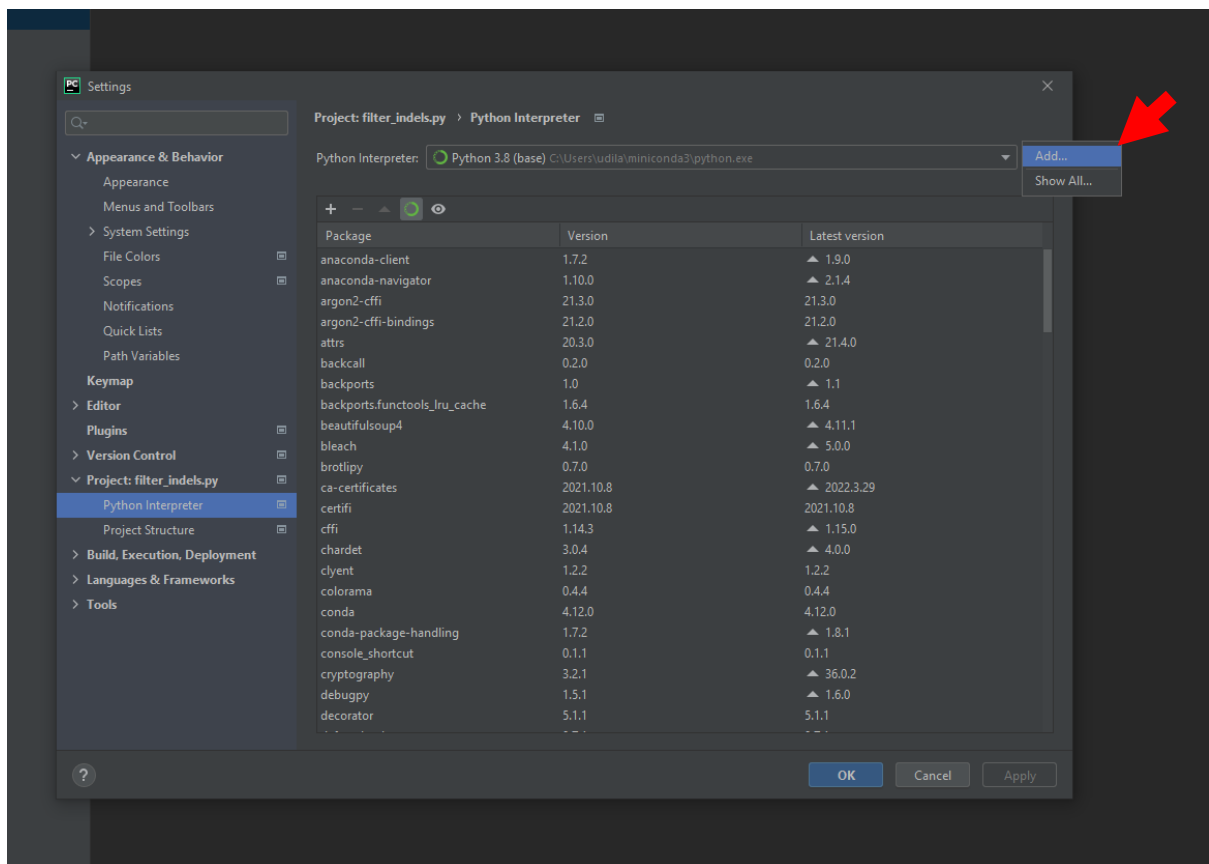 PC Settings
Project: filter_indels.py > Python Interpreter
Python Interpreter: Python 3.8 (base) C:\Users\udila\miniconda3\python.exe
Add...
Show All...
Appearance & Behavior
Appearance
Menus and Toolbars
System Settings
File Colors
Scopes
Notifications
Quick Lists
Path Variables
Keymap
Editor
Plugins
Version Control
Project: filter_indels.py
Python Interpreter
Project Structure
Build, Execution, Deployment
Languages & Frameworks
Tools
Package Version Latest version
anaconda-client 1.7.2 1.9.0
anaconda-navigator 1.10.0 2.1.4
argon2-cffi 21.3.0 21.3.0
argon2-cffi-bindings 21.2.0 21.2.0
attrs 20.3.0 21.4.0
backcall 0.2.0 0.2.0
backports 1.0 1.1
backports.functools_lru_cache 1.6.4 1.6.4
beautifulsoup4 4.10.0 4.11.1
bleach 4.1.0 5.0.0
brotlipy 0.7.0 0.7.0
ca-certificates 2021.10.8 2022.3.29
certifi 2021.10.8 2021.10.8
cffi 1.14.3 1.15.0
chardet 3.0.4 4.0.0
clyent 1.2.2 1.2.2
colorama 0.4.4 0.4.4
conda 4.12.0 4.12.0
conda-package-handling 1.7.2 1.8.1
console_shortcut 0.1.1 0.1.1
cryptography 3.2.1 36.0.2
debugpy 1.5.1 1.6.0
decorator 5.1.1 5.1.1
? OK Cancel Apply